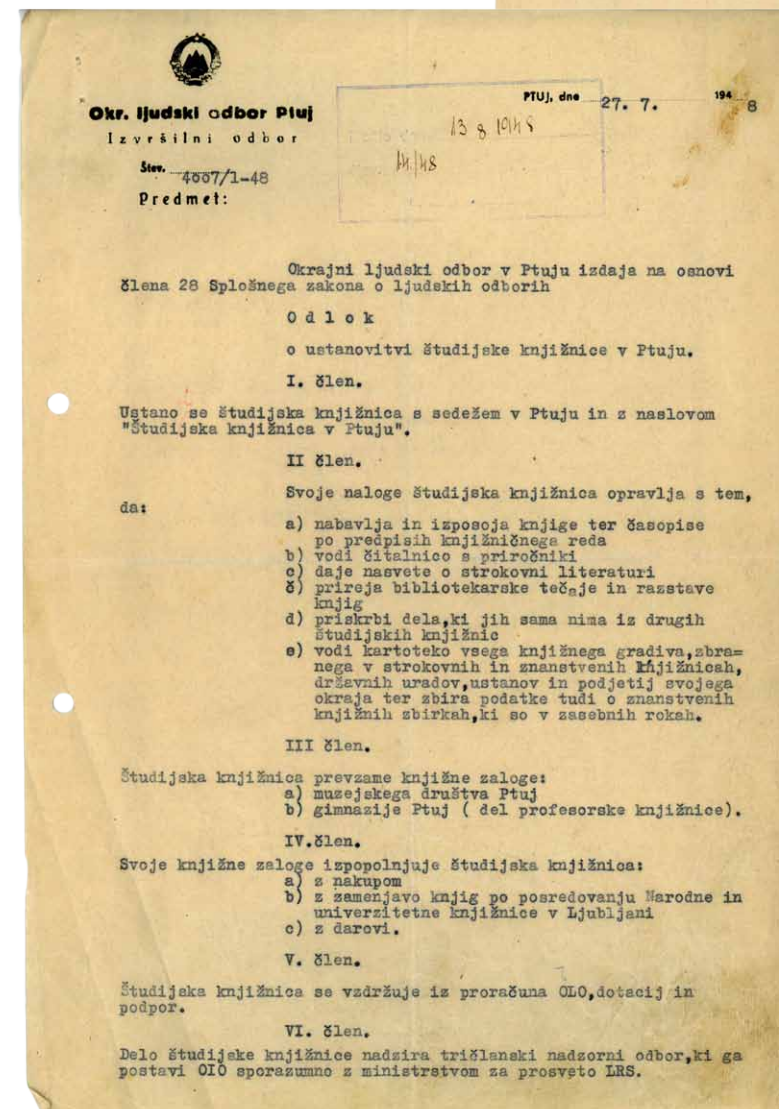 Okr. ljudski odbor Ptuj
Izvršilni odbor
Štev. 4007/1-48
Predmet:
PTUJ, dne 27. 7. 194 8
13 8 1948
14/48
Okrajni ljudski odbor v Ptuju izdaja na osnovi
člena 28 Splošnega zakona o ljudskih odborih
O d l o k
o ustanovitvi študijske knjižnice v Ptuju.
I. člen.
Ustano se študijska knjižnica s sedežem v Ptuju in z naslovom
"Študijska knjižnica v Ptuju".
II člen.
Svoje naloge študijska knjižnica opravlja s tem,
da:
a) nabavlja in izposoja knjige ter časopise
po predpisih knjižničnega reda
b) vodi čitalnico s priročniki
c) daje nasvete o strokovni literaturi
č) prireja bibliotekarske tečaje in razstave
knjig
d) priskrbi dela,ki jih sama nima iz drugih
študijskih knjižnic
e) vodi kartoteko vsega knjižnega gradiva,zbra=
nega v strokovnih in znanstvenih knjižnicah,
državnih uradov,ustanov in podjetij svojega
okraja ter zbira podatke tudi o znanstvenih
knjižnih zbirkah,ki so v zasebnih rokah.
III člen.
Študijska knjižnica prevzame knjižne zaloge:
a) muzejskega društva Ptuj
b) gimnazije Ptuj ( del profesorske knjižnice).
IV.člen.
Svoje knjižne zaloge izpopolnjuje študijska knjižnica:
a) z nakupom
b) z zamenjavo knjig po posredovanju Narodne in
univerzitetne knjižnice v Ljubljani
c) z darovi.
V. člen.
Študijska knjižnica se vzdržuje iz proračuna OLO,dotacij in
podpor.
VI. člen.
Delo študijske knjižnice nadzira tričlanski nadzorni odbor,ki ga
postavi OIO sporazumno z ministrstvom za prosveto LRS.